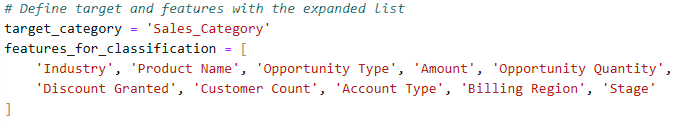 # Define target and features with the expanded list
target_category = 'Sales_Category'
features_for_classification = [
    'Industry', 'Product Name', 'Opportunity Type', 'Amount', 'Opportunity Quantity',
    'Discount Granted', 'Customer Count', 'Account Type', 'Billing Region', 'Stage'
]